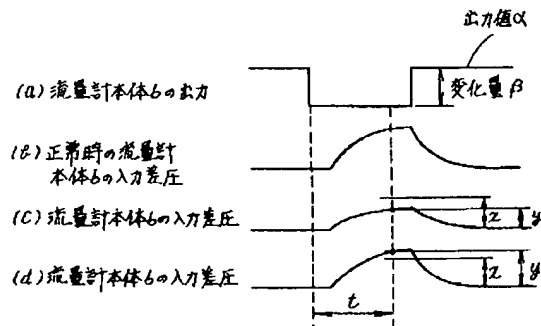 出力値α
(a) 流量計本体6の出力
変化量β
(b) 正常時の流量計
本体6の入力差圧
(c) 流量計本体6の入力差圧
z
y
(d) 流量計本体6の入力差圧
z
y
t